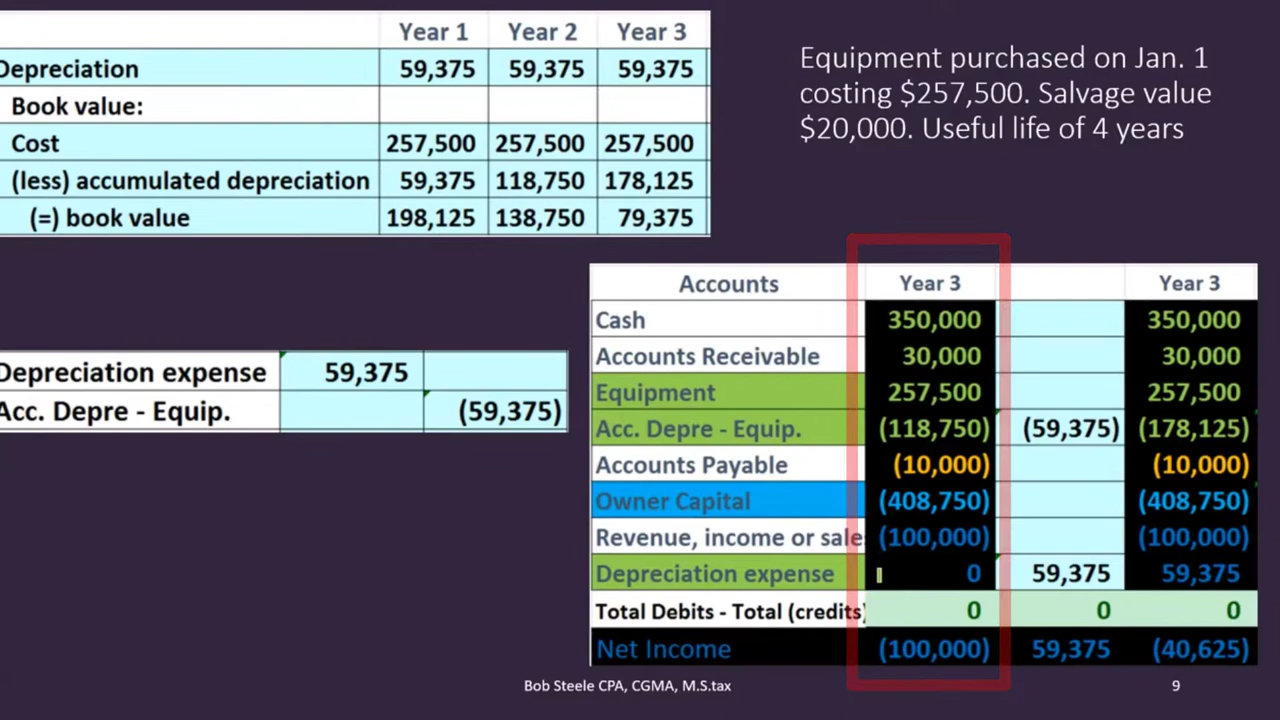 Year 1 Year 2 Year 3
Depreciation 59,375 59,375 59,375
Book value:
Cost 257,500 257,500 257,500
(less) accumulated depreciation 59,375 118,750 178,125
(=) book value 198,125 138,750 79,375
Equipment purchased on Jan. 1
costing $257,500. Salvage value
$20,000. Useful life of 4 years
Depreciation expense 59,375
Acc. Depre - Equip. (59,375)
Accounts Year 3 Year 3
Cash 350,000 350,000
Accounts Receivable 30,000 30,000
Equipment 257,500 257,500
Acc. Depre - Equip. (118,750) (59,375) (178,125)
Accounts Payable (10,000) (10,000)
Owner Capital (408,750) (408,750)
Revenue, income or sales (100,000) (100,000)
Depreciation expense 0 59,375 59,375
Total Debits - Total (credits) 0 0 0
Net Income (100,000) 59,375 (40,625)
Bob Steele CPA, CGMA, M.S.tax 9